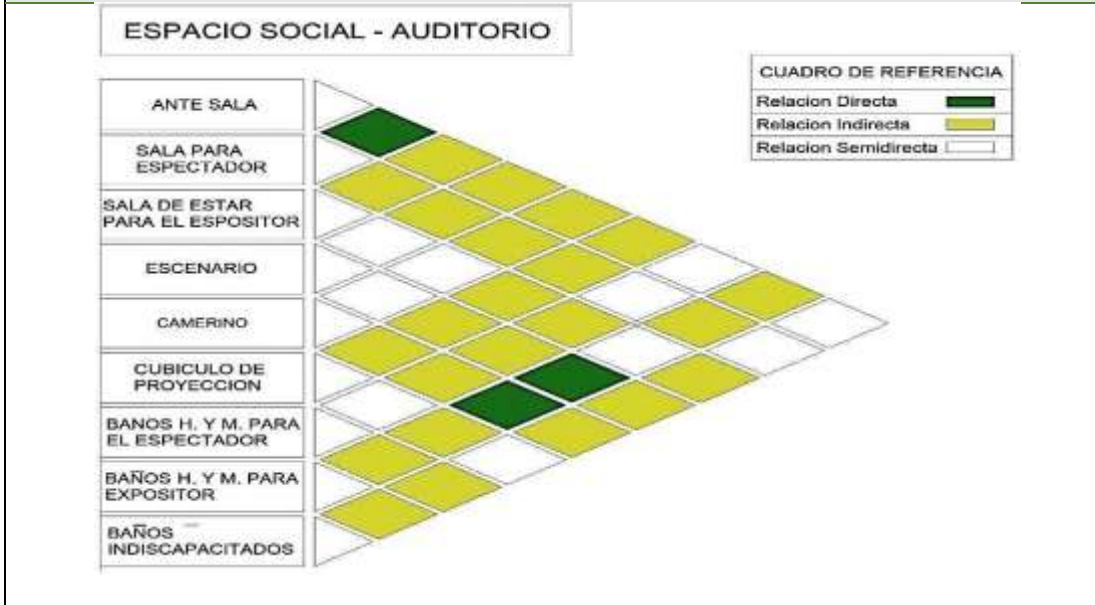 ESPACIO SOCIAL - AUDITORIO
CUADRO DE REFERENCIA
Relacion Directa
Relacion Indirecta
Relacion Semidirecta
ANTE SALA
SALA PARA
ESPECTADOR
SALA DE ESTAR
PARA EL ESPOSITOR
ESCENARIO
CAMERINO
CUBICULO DE
PROYECCION
BANOS H. Y M. PARA
EL ESPECTADOR
BAÑOS H. Y M. PARA
EXPOSITOR
BAÑOS
INDISCAPACITADOS